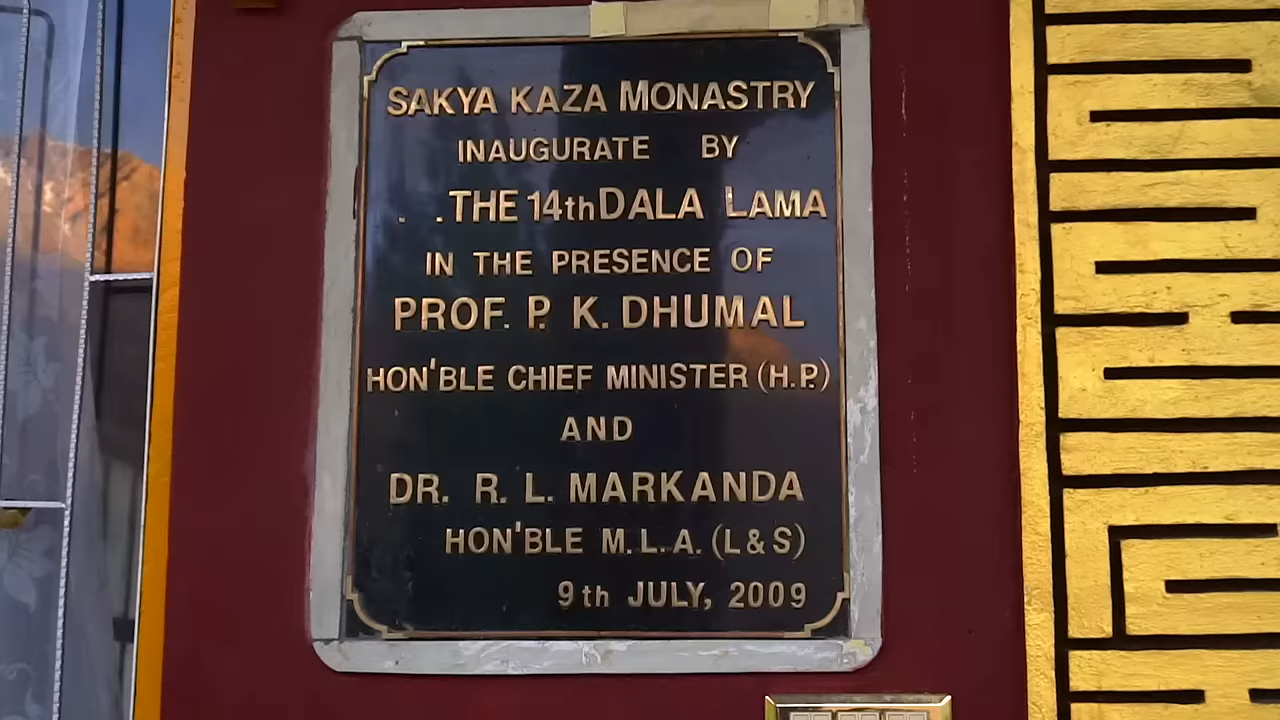 SAKYA KAZA MONASTRY
INAUGURATE BY
. .THE 14th DALA LAMA
IN THE PRESENCE OF
PROF. P. K. DHUMAL
HON'BLE CHIEF MINISTER (H.P.)
AND
DR. R. L. MARKANDA
HON'BLE M.L.A. (L&S)
9th JULY, 2009